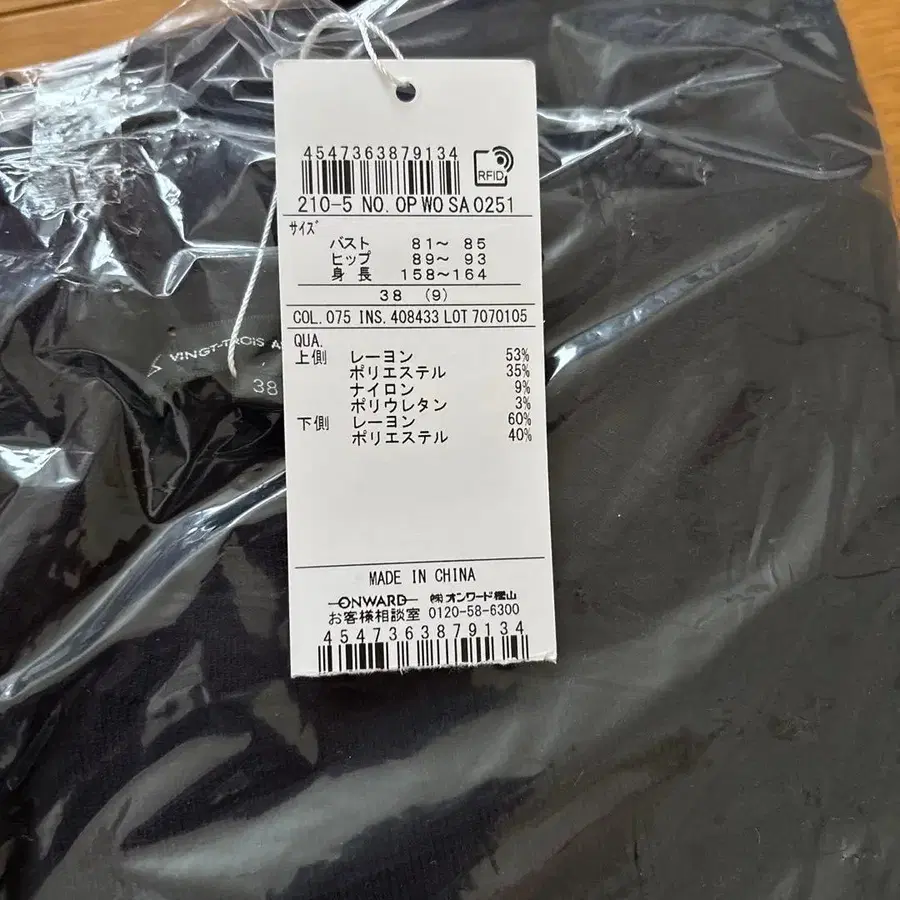 4547363879134
RFID
210-5 NO. OP WO SA 0251
サイズ
バスト 81～ 85
ヒップ 89～ 93
身長 158～164
38 (9)
COL. 075 INS. 408433 LOT 7070105
QUA.
上側 レーヨン 53%
ポリエステル 35%
ナイロン 9%
ポリウレタン 3%
下側 レーヨン 60%
ポリエステル 40%
MADE IN CHINA
ONWARD ㈱オンワード樫山
お客様相談室 0120-58-6300
4547363879134
VINGT-TROIS
38